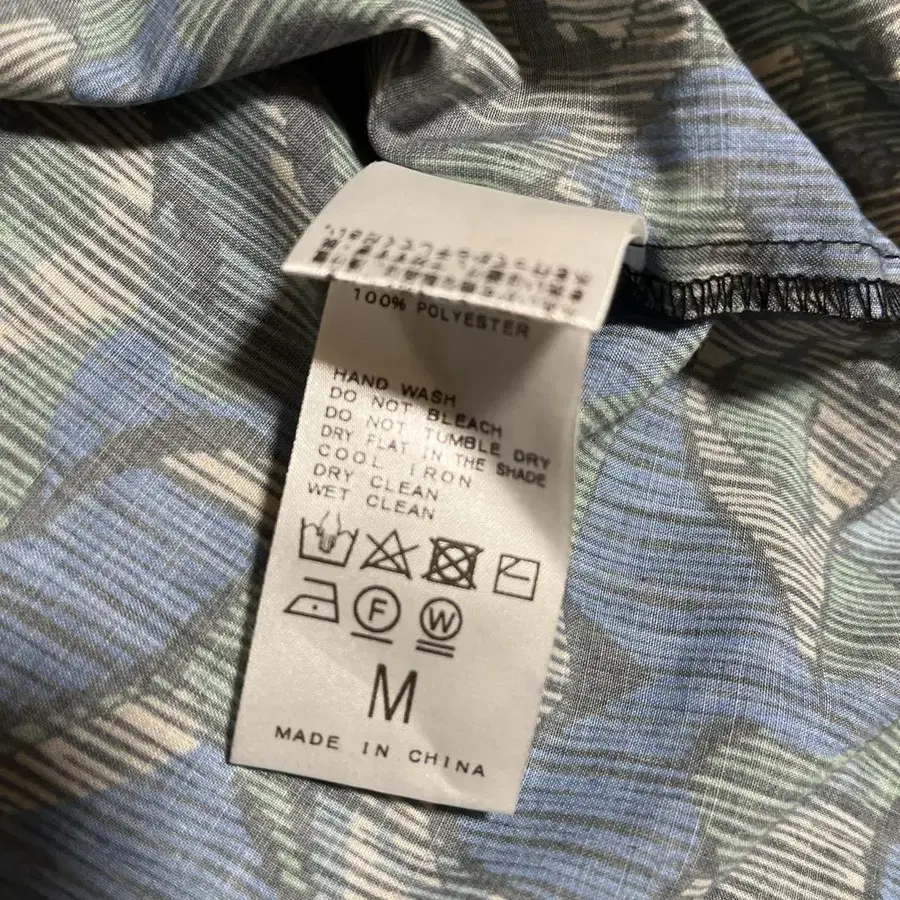 100% POLYESTER
HAND WASH
DO NOT BLEACH
DO NOT TUMBLE DRY
DRY FLAT IN THE SHADE
COOL IRON
DRY CLEAN
WET CLEAN
F W
M
MADE IN CHINA